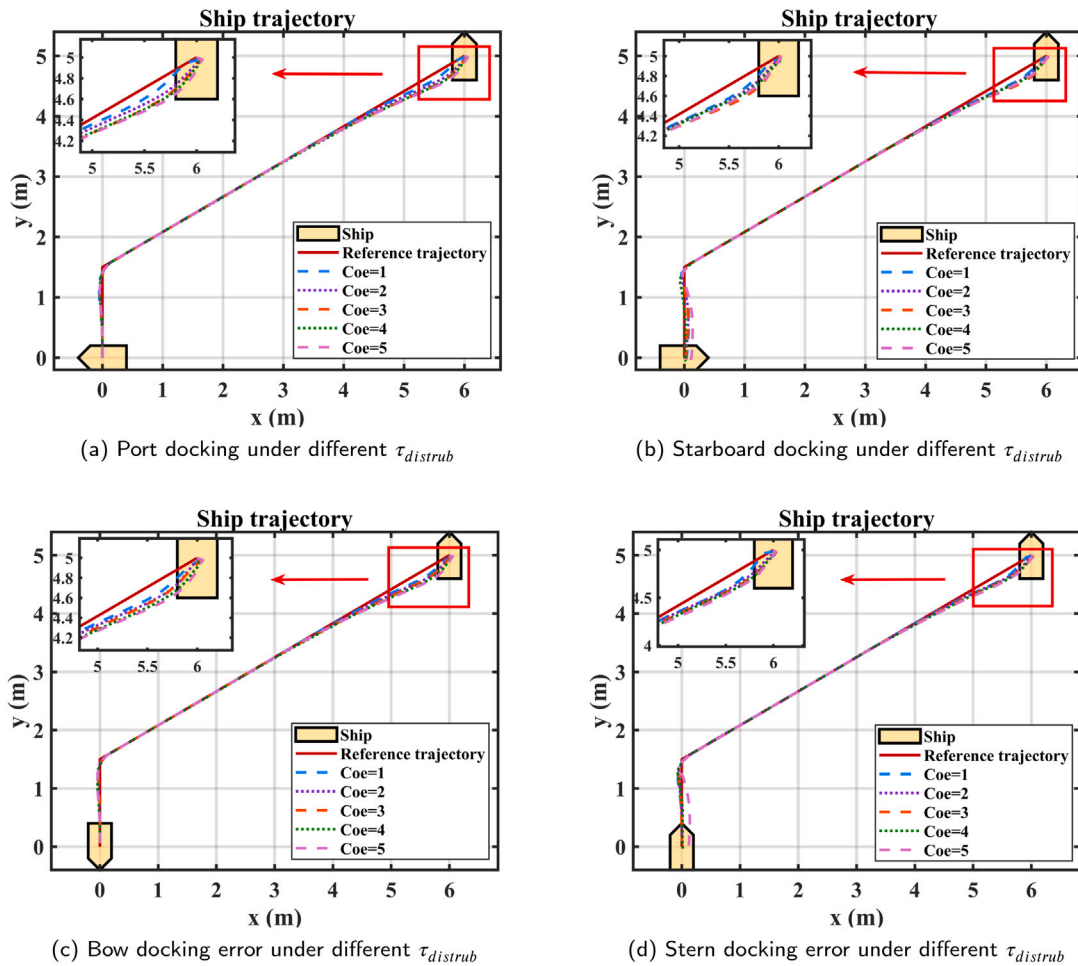 Ship trajectory
5
4.8
4.6
4.4
4.2
5 5.5 6
5
4
3
2
1
0
y (m)
Ship
Reference trajectory
Coe=1
Coe=2
Coe=3
Coe=4
Coe=5
0 1 2 3 4 5 6
x (m)
(a) Port docking under different τdistrub
Ship trajectory
5
4.8
4.6
4.4
4.2
5 5.5 6
5
4
3
2
1
0
y (m)
Ship
Reference trajectory
Coe=1
Coe=2
Coe=3
Coe=4
Coe=5
0 1 2 3 4 5 6
x (m)
(b) Starboard docking under different τdistrub
Ship trajectory
5
4.8
4.6
4.4
4.2
5 5.5 6
5
4
3
2
1
0
y (m)
Ship
Reference trajectory
Coe=1
Coe=2
Coe=3
Coe=4
Coe=5
0 1 2 3 4 5 6
x (m)
(c) Bow docking error under different τdistrub
Ship trajectory
5
4.5
4
5 5.5 6
5
4
3
2
1
0
y (m)
Ship
Reference trajectory
Coe=1
Coe=2
Coe=3
Coe=4
Coe=5
0 1 2 3 4 5 6
x (m)
(d) Stern docking error under different τdistrub